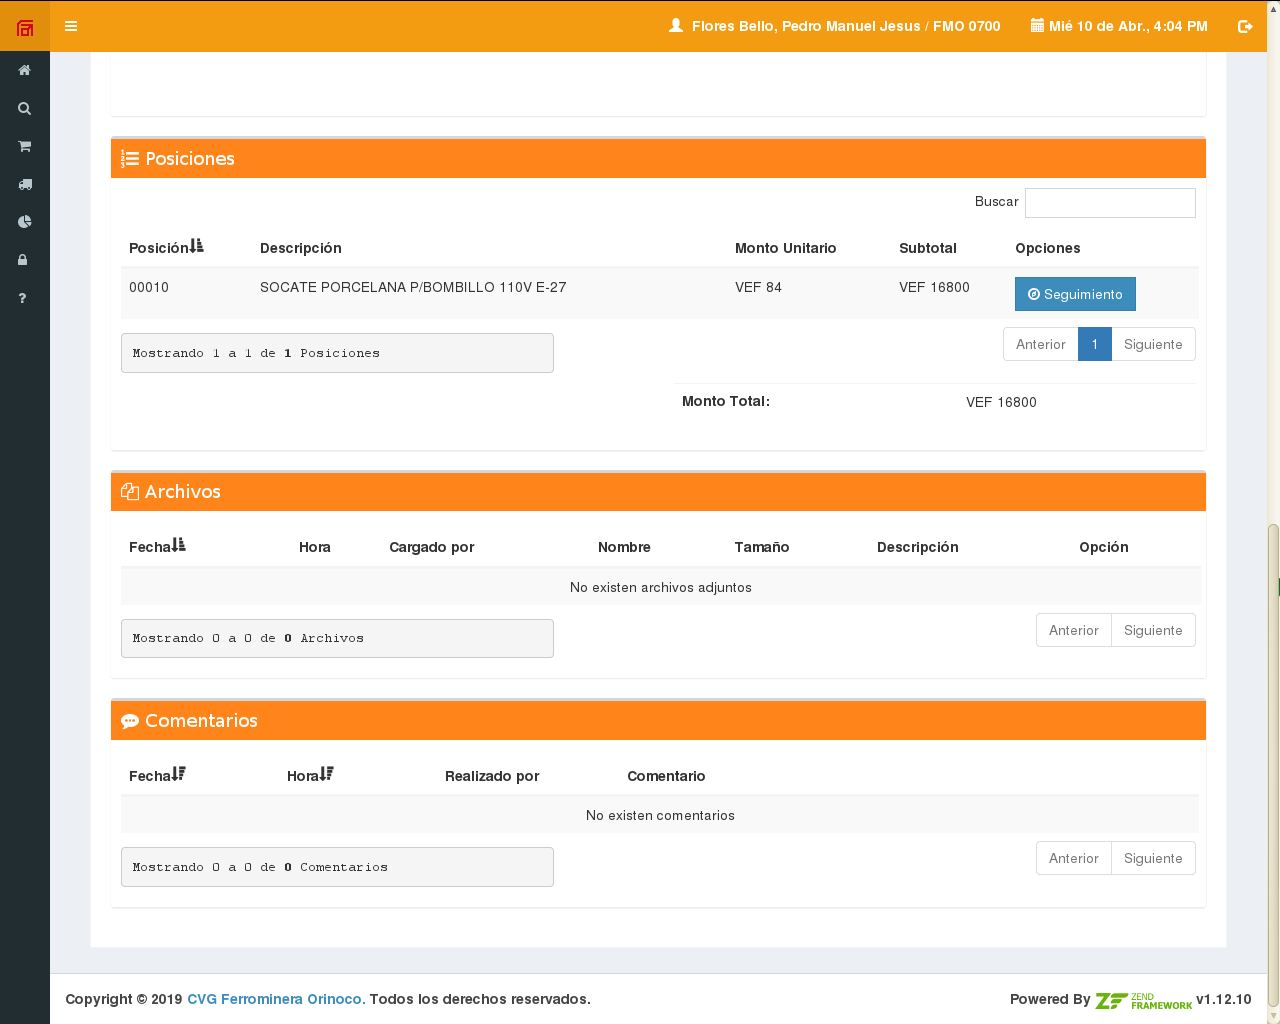 Flores Bello, Pedro Manuel Jesus / FMO 0700 Mié 10 de Abr., 4:04 PM
Posiciones
Buscar
Posición Descripción Monto Unitario Subtotal Opciones
00010 SOCATE PORCELANA P/BOMBILLO 110V E-27 VEF 84 VEF 16800 Seguimiento
Mostrando 1 a 1 de 1 Posiciones Anterior 1 Siguiente
Monto Total: VEF 16800
Archivos
Fecha Hora Cargado por Nombre Tamaño Descripción Opción
No existen archivos adjuntos
Mostrando 0 a 0 de 0 Archivos Anterior Siguiente
Comentarios
Fecha Hora Realizado por Comentario
No existen comentarios
Mostrando 0 a 0 de 0 Comentarios Anterior Siguiente
Copyright © 2019 CVG Ferrominera Orinoco. Todos los derechos reservados. Powered By ZF ZEND FRAMEWORK v1.12.10